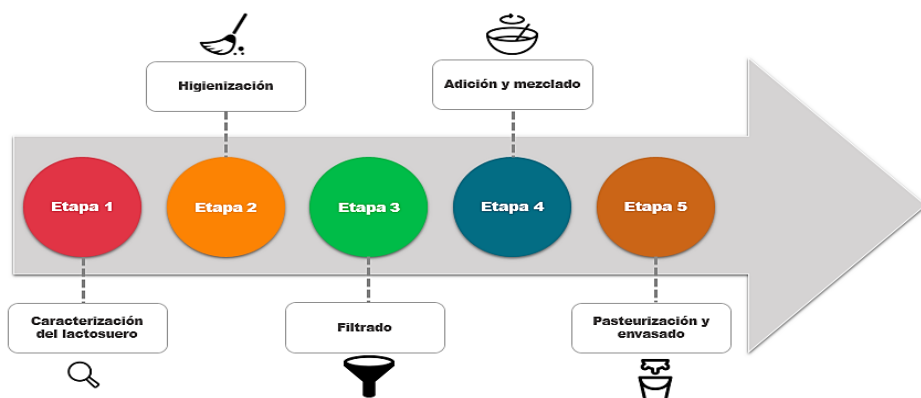 Higienización
Adición y mezclado
Etapa 1
Etapa 2
Etapa 3
Etapa 4
Etapa 5
Caracterización
del lactosuero
Filtrado
Pasteurización y
envasado